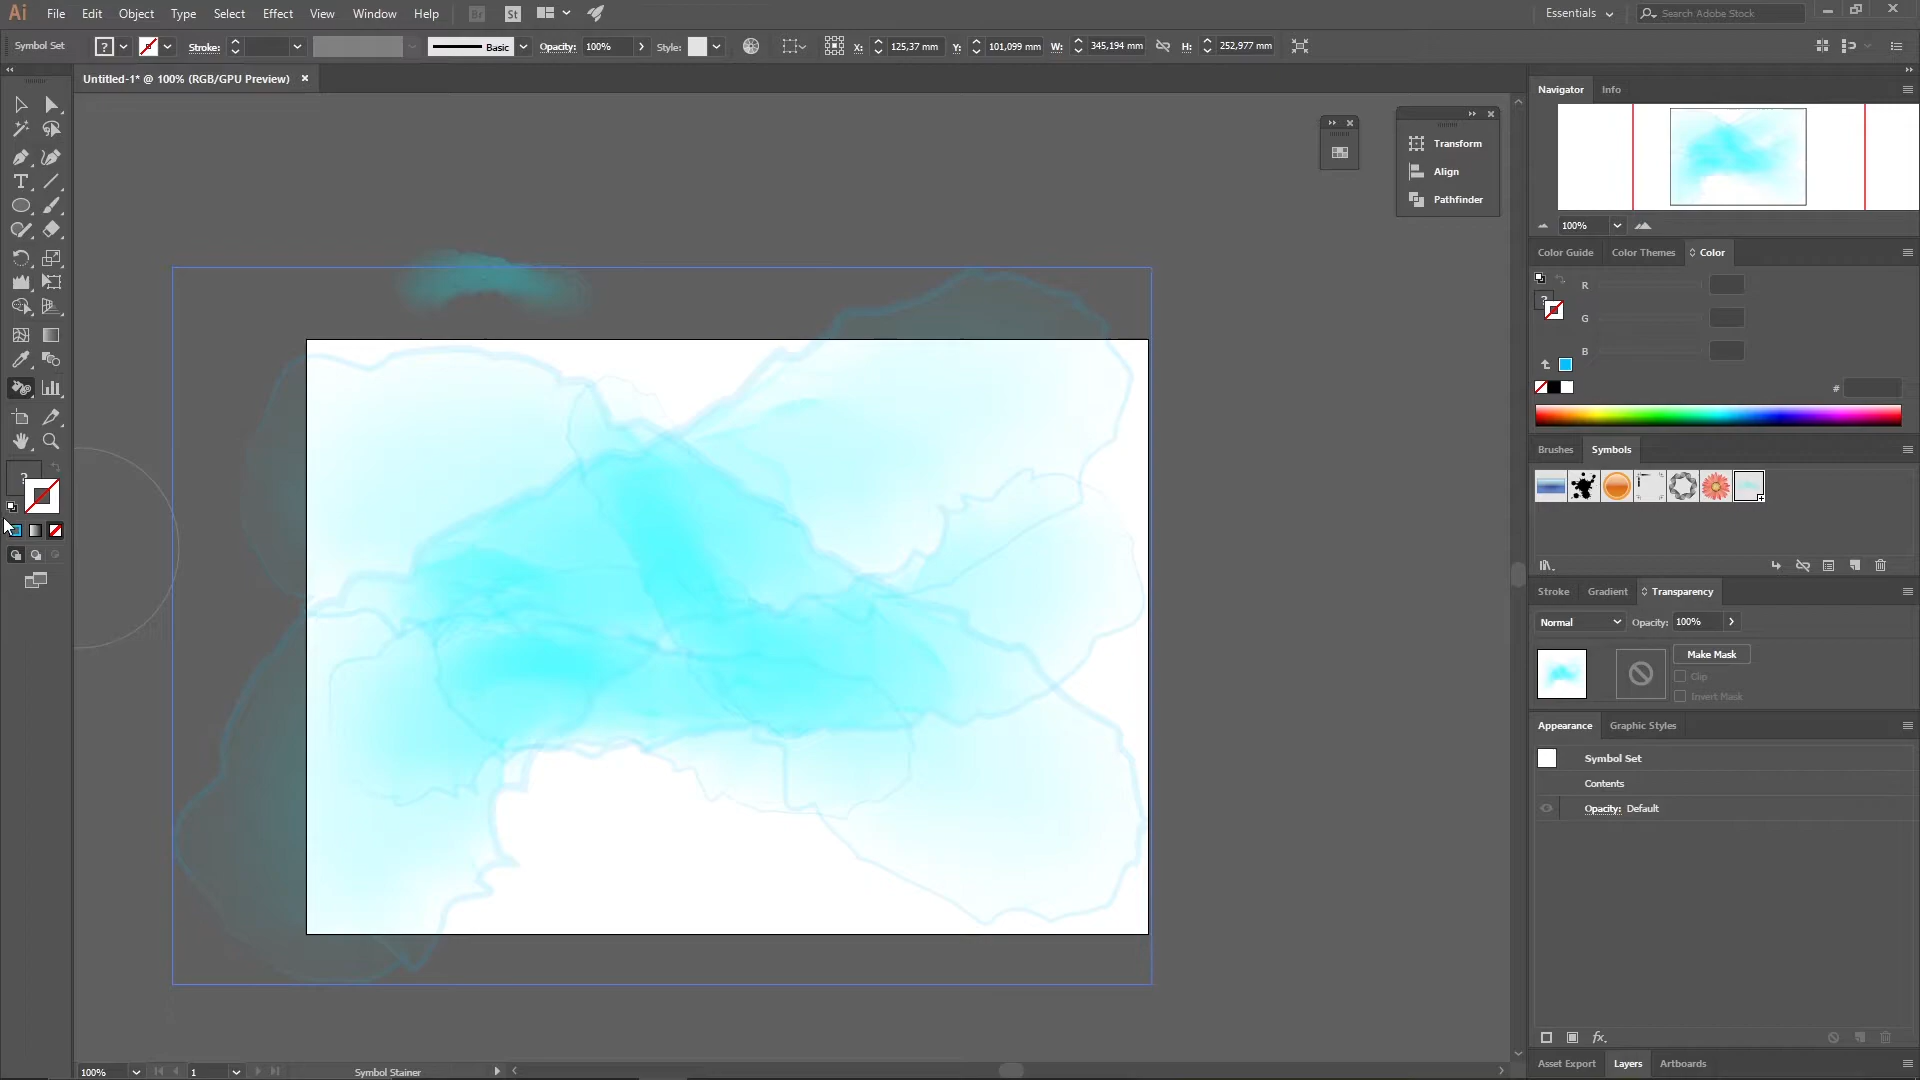 Ai File Edit Object Type Select Effect View Window Help Br St Essentials Search Adobe Stock
Symbol Set ? Stroke: Basic Opacity: 100% Style: X: 125,37 mm Y: 101,099 mm W: 345,194 mm H: 252,977 mm
Untitled-1* @ 100% (RGB/GPU Preview)
Navigator Info
Transform
Align
Pathfinder
100%
Color Guide Color Themes Color
R
G
B
#
Brushes Symbols
Stroke Gradient Transparency
Normal Opacity: 100%
Make Mask
Clip
Invert Mask
Appearance Graphic Styles
Symbol Set
Contents
Opacity: Default
fx
Asset Export Layers Artboards
100% 1 Symbol Stainer